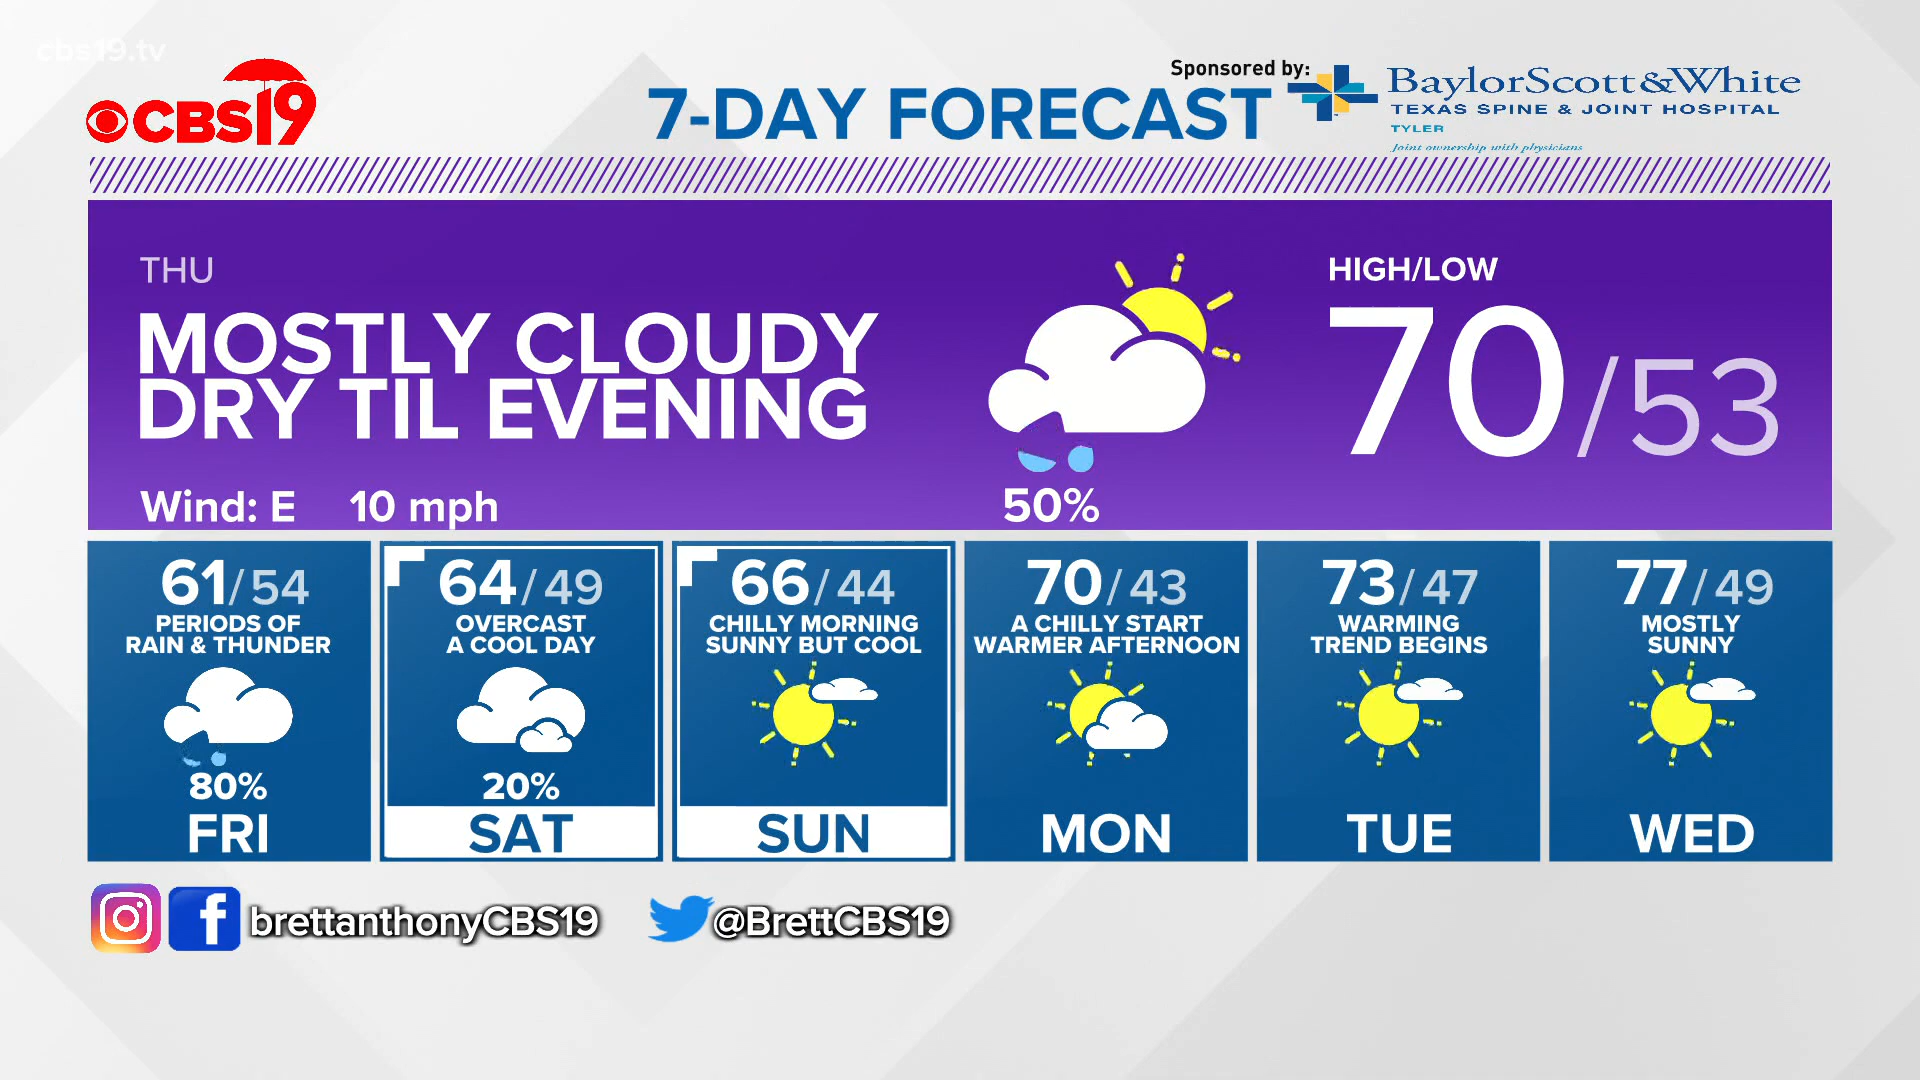 cbs19.tv
CBS19
7-DAY FORECAST
Sponsored by:
BaylorScott&White
TEXAS SPINE & JOINT HOSPITAL
TYLER
Joint ownership with physicians
THU
MOSTLY CLOUDY
DRY TIL EVENING
Wind: E 10 mph
50%
HIGH/LOW
70/53
61/54
PERIODS OF
RAIN & THUNDER
80%
FRI
64/49
OVERCAST
A COOL DAY
20%
SAT
66/44
CHILLY MORNING
SUNNY BUT COOL
SUN
70/43
A CHILLY START
WARMER AFTERNOON
MON
73/47
WARMING
TREND BEGINS
TUE
77/49
MOSTLY
SUNNY
WED
brettanthonyCBS19
@BrettCBS19